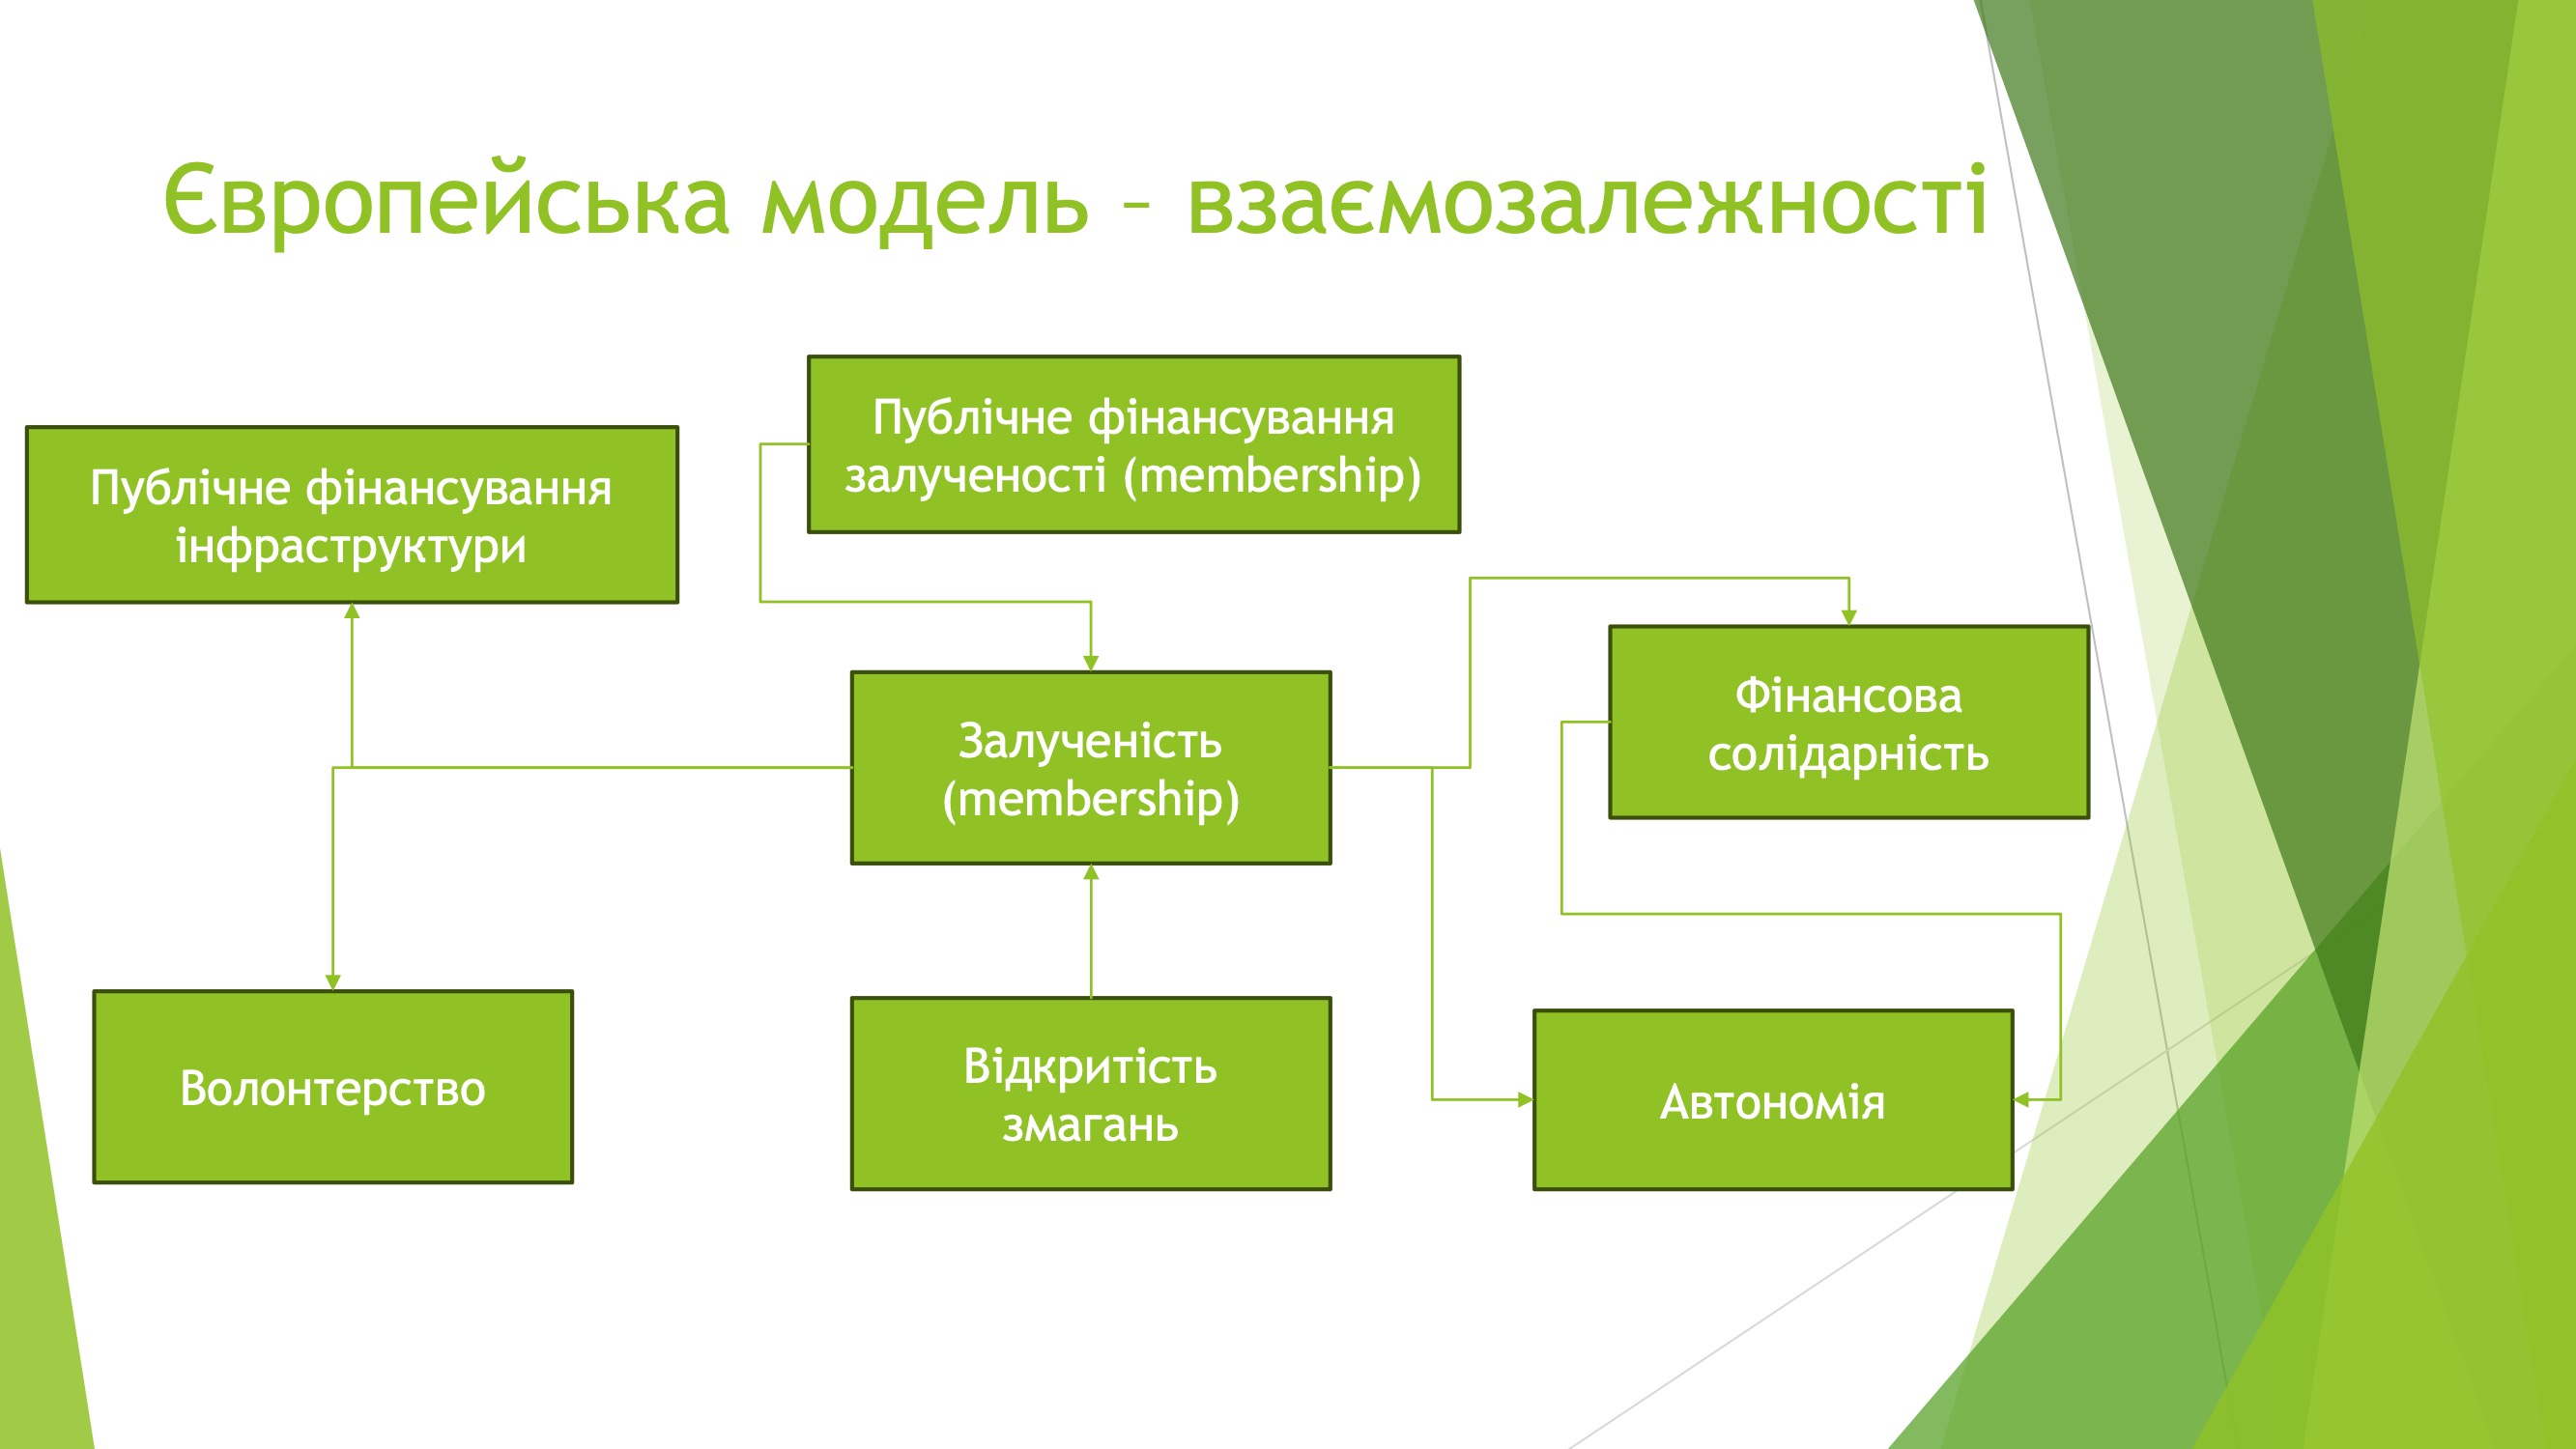 Європейська модель – взаємозалежності
Публічне фінансування
залученості (membership)
Публічне фінансування
інфраструктури
Фінансова
солідарність
Залученість
(membership)
Волонтерство
Відкритість
змагань
Автономія